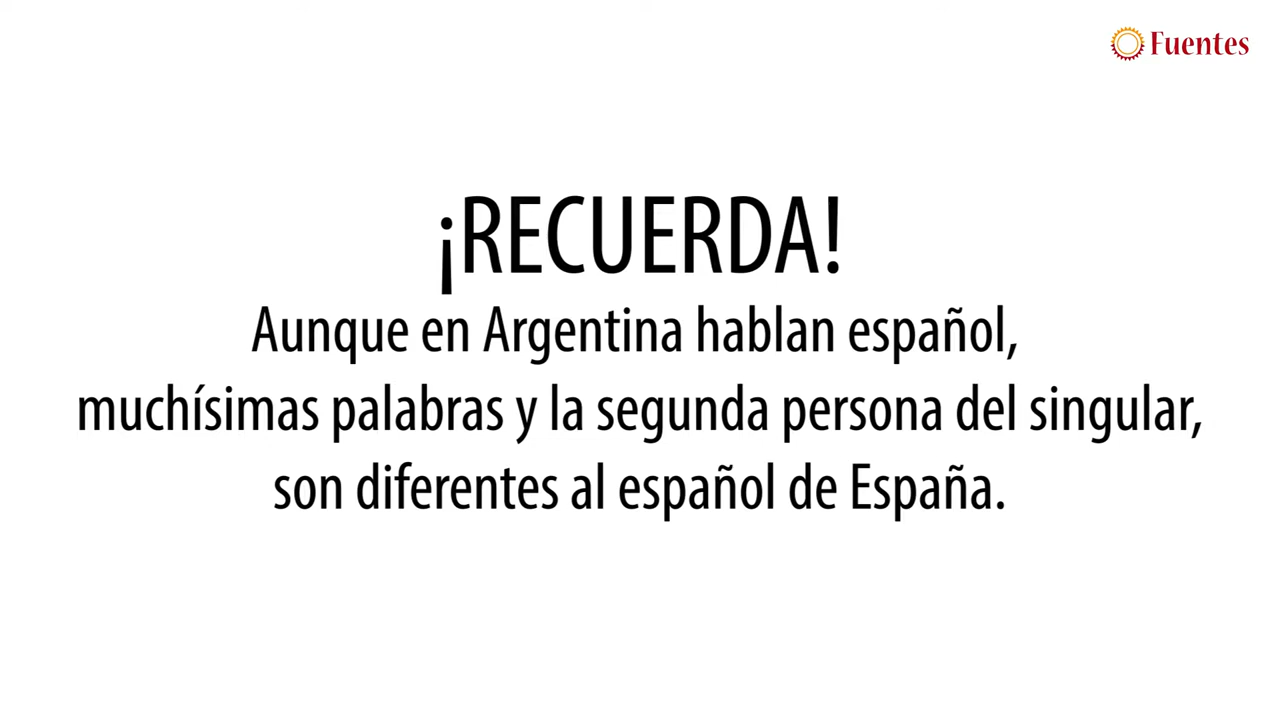 Fuentes
¡RECUERDA!
Aunque en Argentina hablan español,
muchísimas palabras y la segunda persona del singular,
son diferentes al español de España.